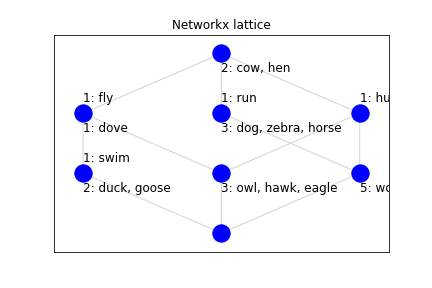 Networkx lattice
2: cow, hen
1: fly
1: run
1: hu
1: dove
3: dog, zebra, horse
1: swim
2: duck, goose
3: owl, hawk, eagle
5: wo